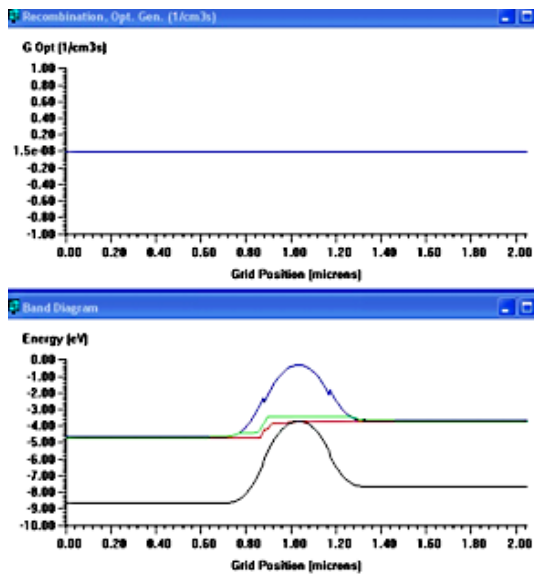 Recombination, Opt. Gen. (1/cm3s)
G Opt (1/cm3s)
1.00
0.80
0.60
0.40
0.20
1.5e-08
-0.20
-0.40
-0.60
-0.80
-1.00
0.00 0.20 0.40 0.60 0.80 1.00 1.20 1.40 1.60 1.80 2.00
Grid Position (microns)
Band Diagram
Energy (eV)
0.00
-1.00
-2.00
-3.00
-4.00
-5.00
-6.00
-7.00
-8.00
-9.00
-10.00
0.00 0.20 0.40 0.60 0.80 1.00 1.20 1.40 1.60 1.80 2.00
Grid Position (microns)